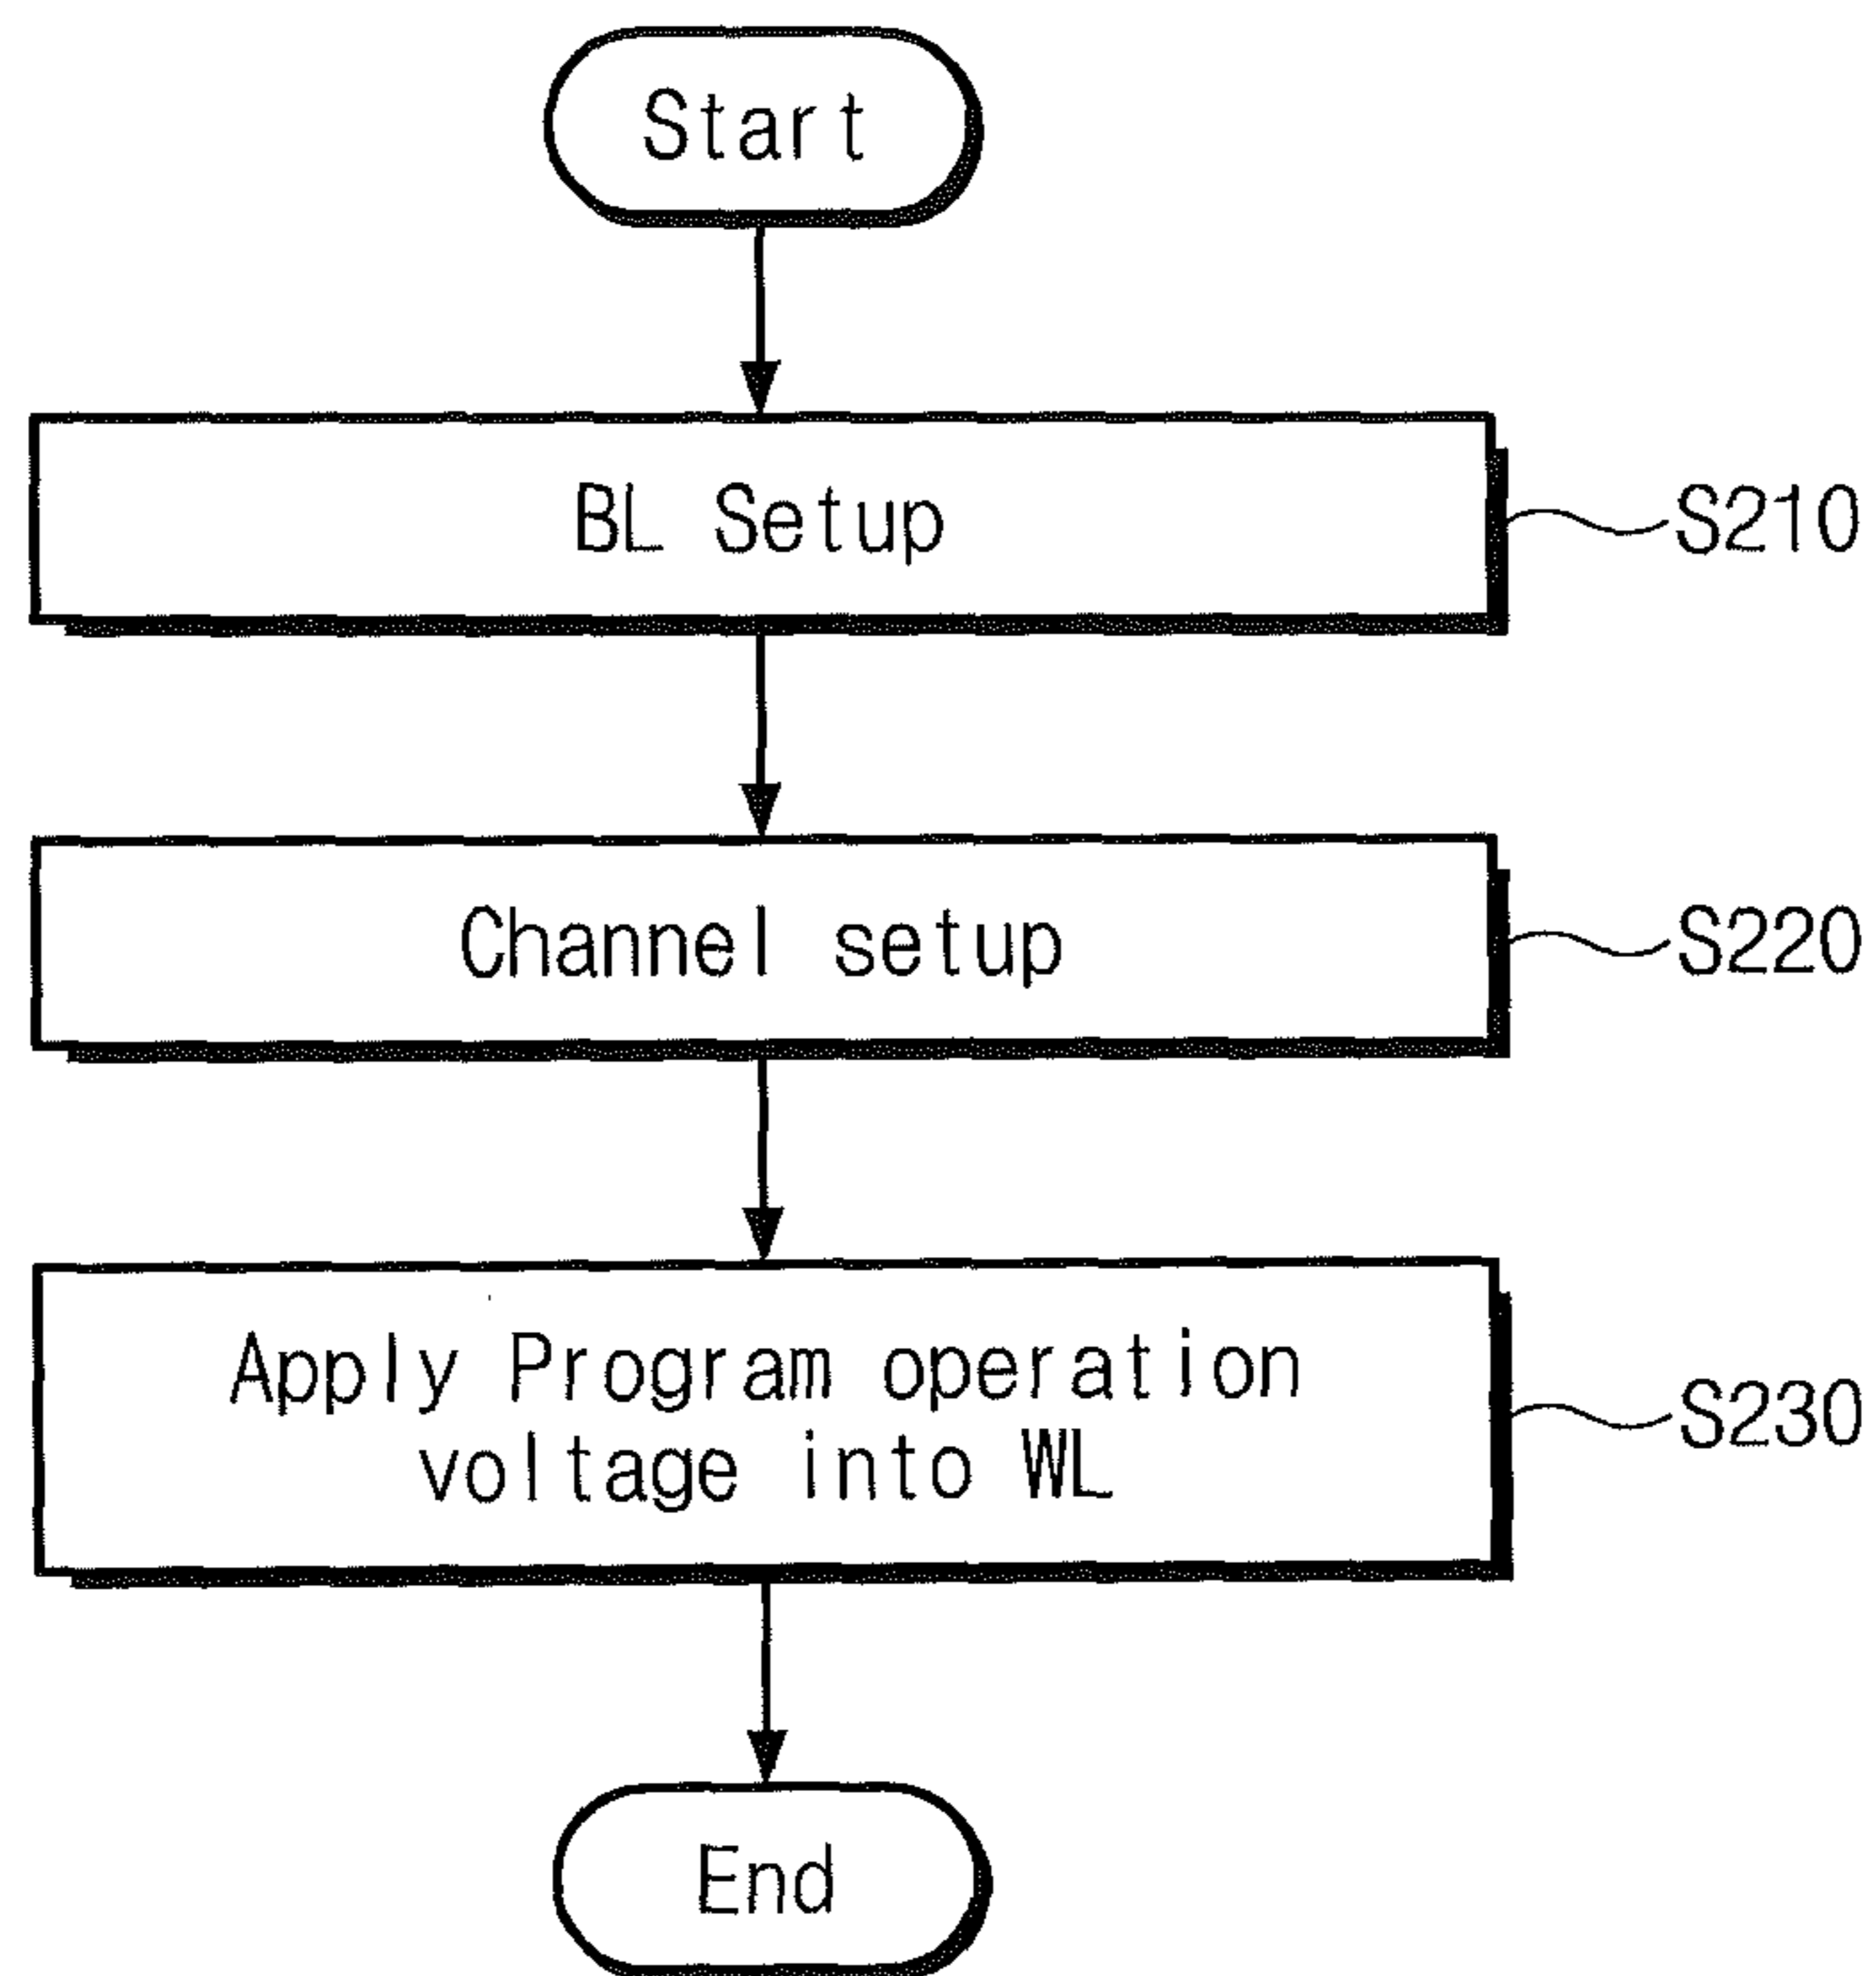 Start
BL Setup
S210
Channel setup
S220
Apply Program operation
voltage into WL
S230
End